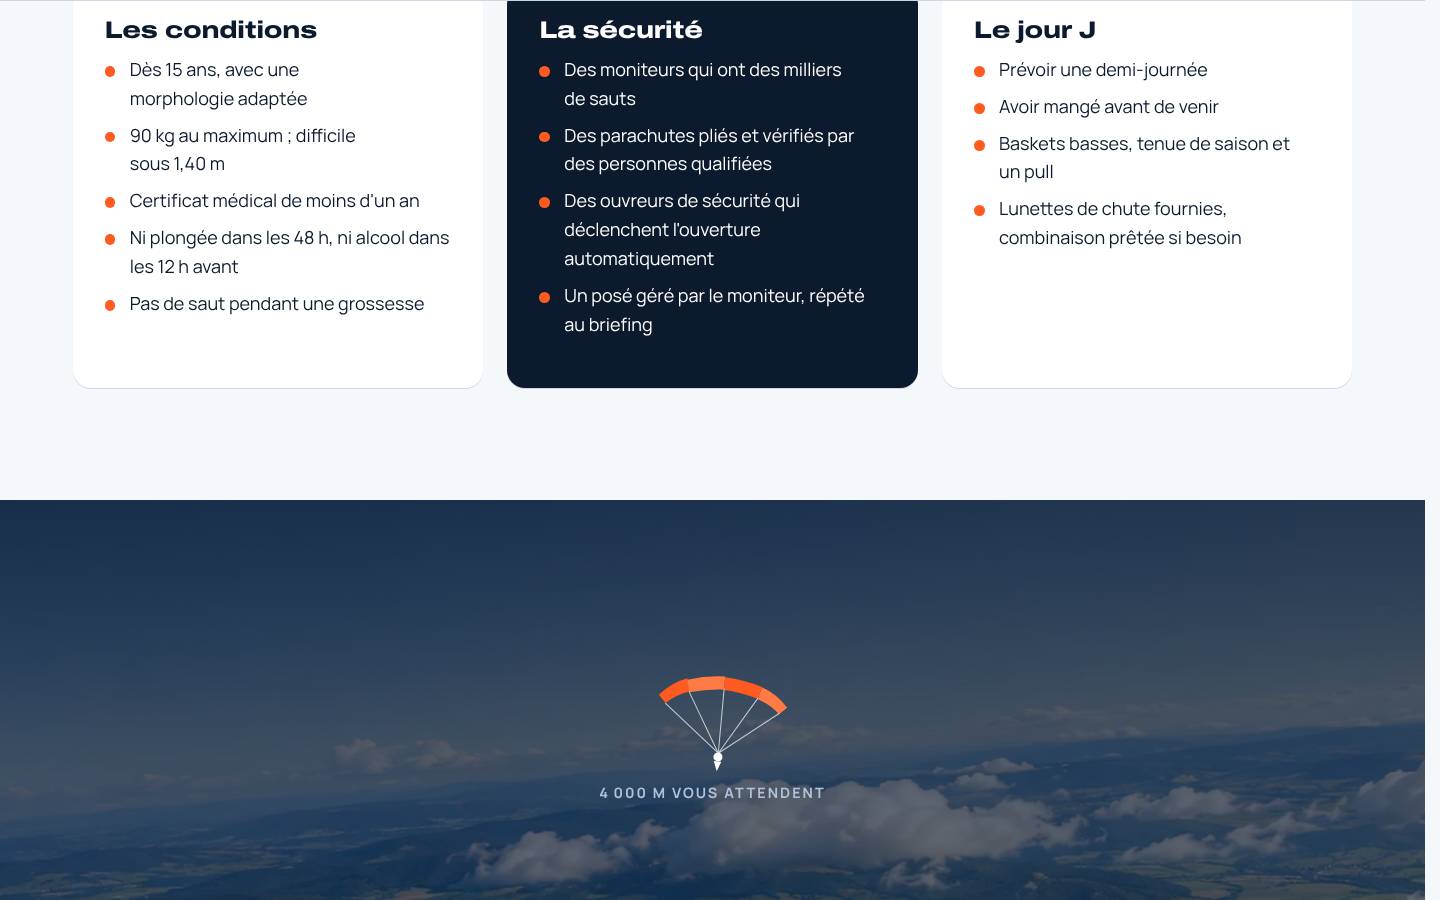 Les conditions
Dès 15 ans, avec une
morphologie adaptée
90 kg au maximum ; difficile
sous 1,40 m
Certificat médical de moins d'un an
Ni plongée dans les 48 h, ni alcool dans
les 12 h avant
Pas de saut pendant une grossesse
La sécurité
Des moniteurs qui ont des milliers
de sauts
Des parachutes pliés et vérifiés par
des personnes qualifiées
Des ouvreurs de sécurité qui
déclenchent l'ouverture
automatiquement
Un posé géré par le moniteur, répété
au briefing
Le jour J
Prévoir une demi-journée
Avoir mangé avant de venir
Baskets basses, tenue de saison et
un pull
Lunettes de chute fournies,
combinaison prêtée si besoin
4 000 M VOUS ATTENDENT